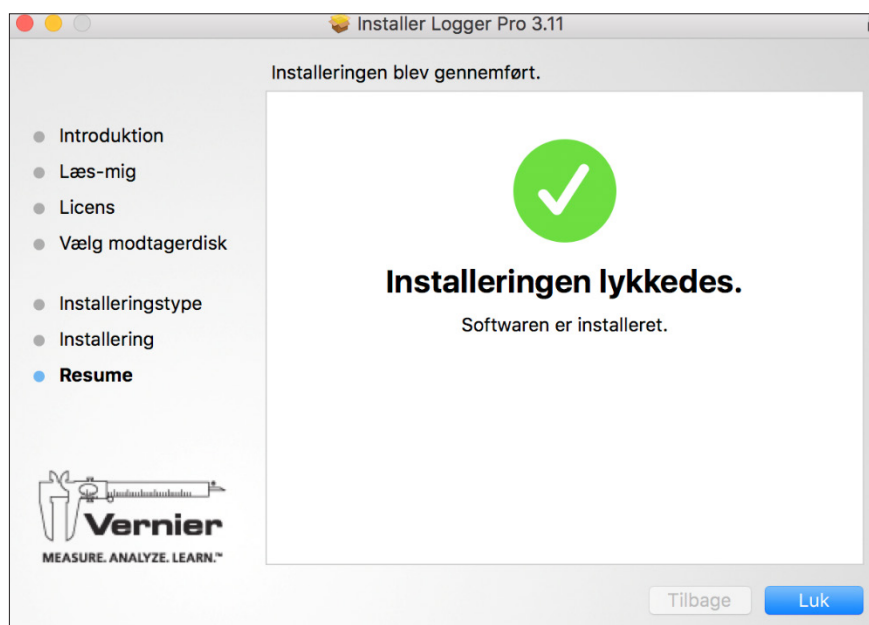 Installer Logger Pro 3.11
Installeringen blev gennemført.
Introduktion
Læs-mig
Licens
Vælg modtagerdisk
Installeringstype
Installering
Resume
Installeringen lykkedes.
Softwaren er installeret.
Vernier
MEASURE. ANALYZE. LEARN.™
Tilbage
Luk